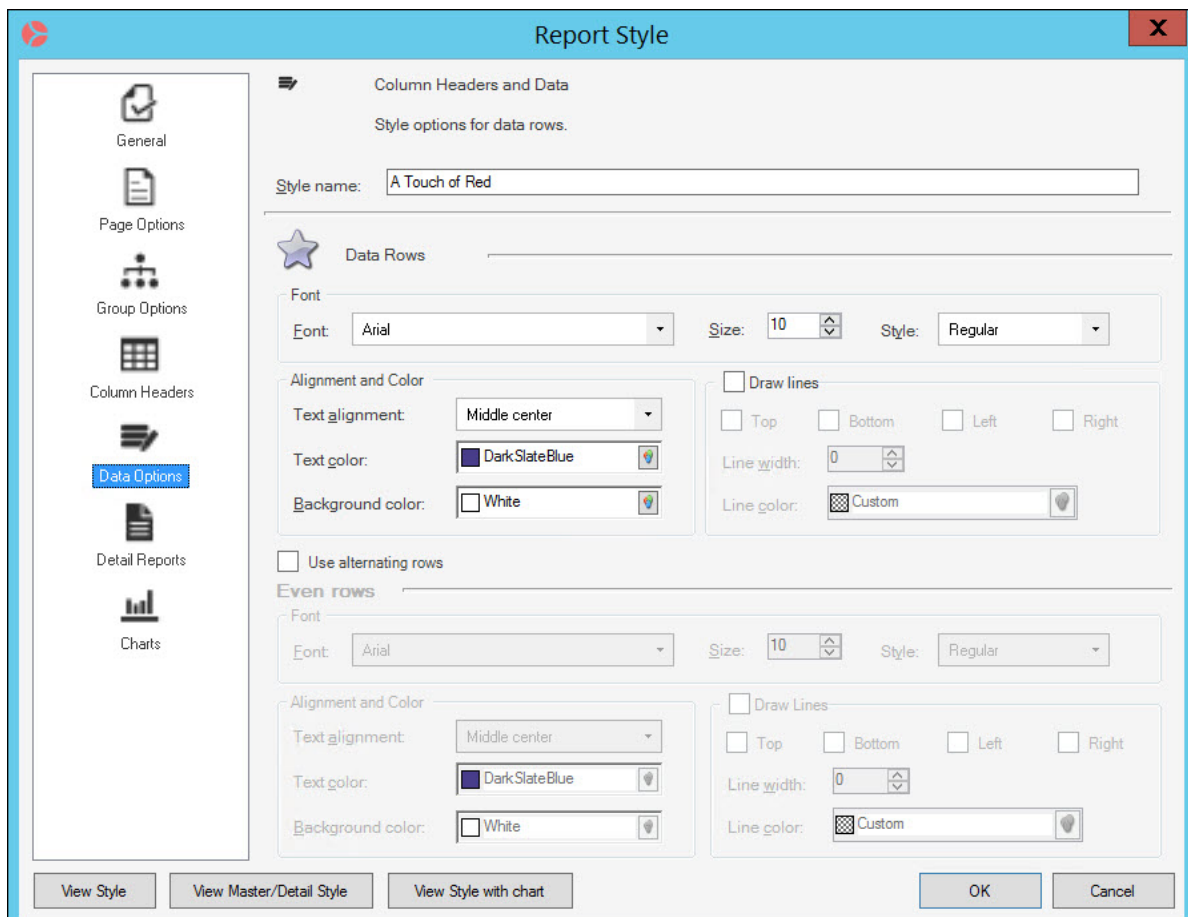 Report Style
X
General
Page Options
Group Options
Column Headers
Data Options
Detail Reports
Charts
Column Headers and Data
Style options for data rows.
Style name: A Touch of Red
Data Rows
Font
Font: Arial Size: 10 Style: Regular
Alignment and Color
Text alignment: Middle center
Text color: DarkSlateBlue
Background color: White
Draw lines
Top Bottom Left Right
Line width: 0
Line color: Custom
Use alternating rows
Even rows
Font
Font: Arial Size: 10 Style: Regular
Alignment and Color
Text alignment: Middle center
Text color: DarkSlateBlue
Background color: White
Draw Lines
Top Bottom Left Right
Line width: 0
Line color: Custom
View Style View Master/Detail Style View Style with chart OK Cancel